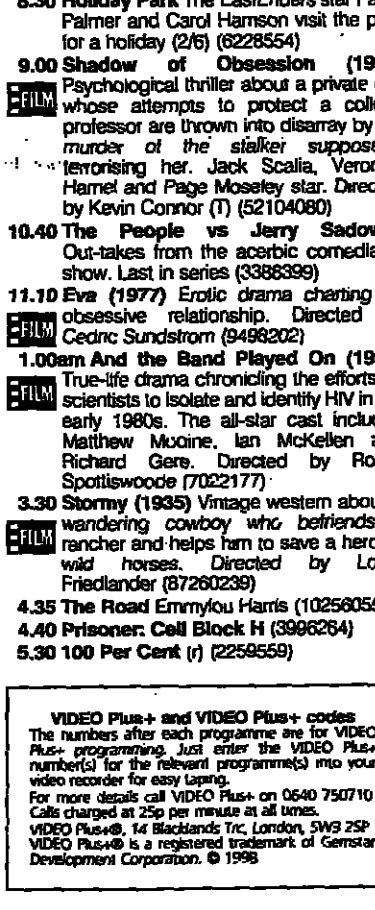 8.30 Holiday Park The EastEnders star Pa
Palmer and Carol Harrison visit the p
for a holiday (2/6) (6228554)
9.00 Shadow of Obsession (19
FILM Psychological thriller about a private
whose attempts to protect a coll
professor are thrown into disarray by
murder of the stalker suppose
terrorising her. Jack Scalia, Veron
Hamel and Page Moseley star. Direc
by Kevin Connor (T) (52104080)
10.40 The People vs Jerry Sadow
Out-takes from the acerbic comedia
show. Last in series (3386399)
11.10 Eva (1977) Erotic drama charting
FILM obsessive relationship. Directed
Cedric Sundstrom (9498202)
1.00am And the Band Played On (19
FILM True-life drama chronicling the efforts
scientists to isolate and identify HIV in
early 1980s. The all-star cast inclu
Matthew Modine, Ian McKellen a
Richard Gere. Directed by Ro
Spottiswoode (7022177)
3.30 Stormy (1935) Vintage western abou
FILM wandering cowboy who befriends
rancher and helps him to save a herd
wild horses. Directed by Lo
Friedlander (87260239)
4.35 The Road Emmylou Harris (1025605
4.40 Prisoner: Cell Block H (3996264)
5.30 100 Per Cent (r) (2259559)
VIDEO Plus+ and VIDEO Plus+ codes
The numbers after each programme are for VIDEO
Plus+ programming. Just enter the VIDEO Plus+
number(s) for the relevant programme(s) into your
video recorder for easy taping.
For more details call VIDEO Plus+ on 0640 750710
Calls charged at 25p per minute at all times.
VIDEO Plus+®, 14 Blacklands Trc, London, SW3 2SP
VIDEO Plus+® is a registered trademark of Gemstar
Development Corporation. © 1998